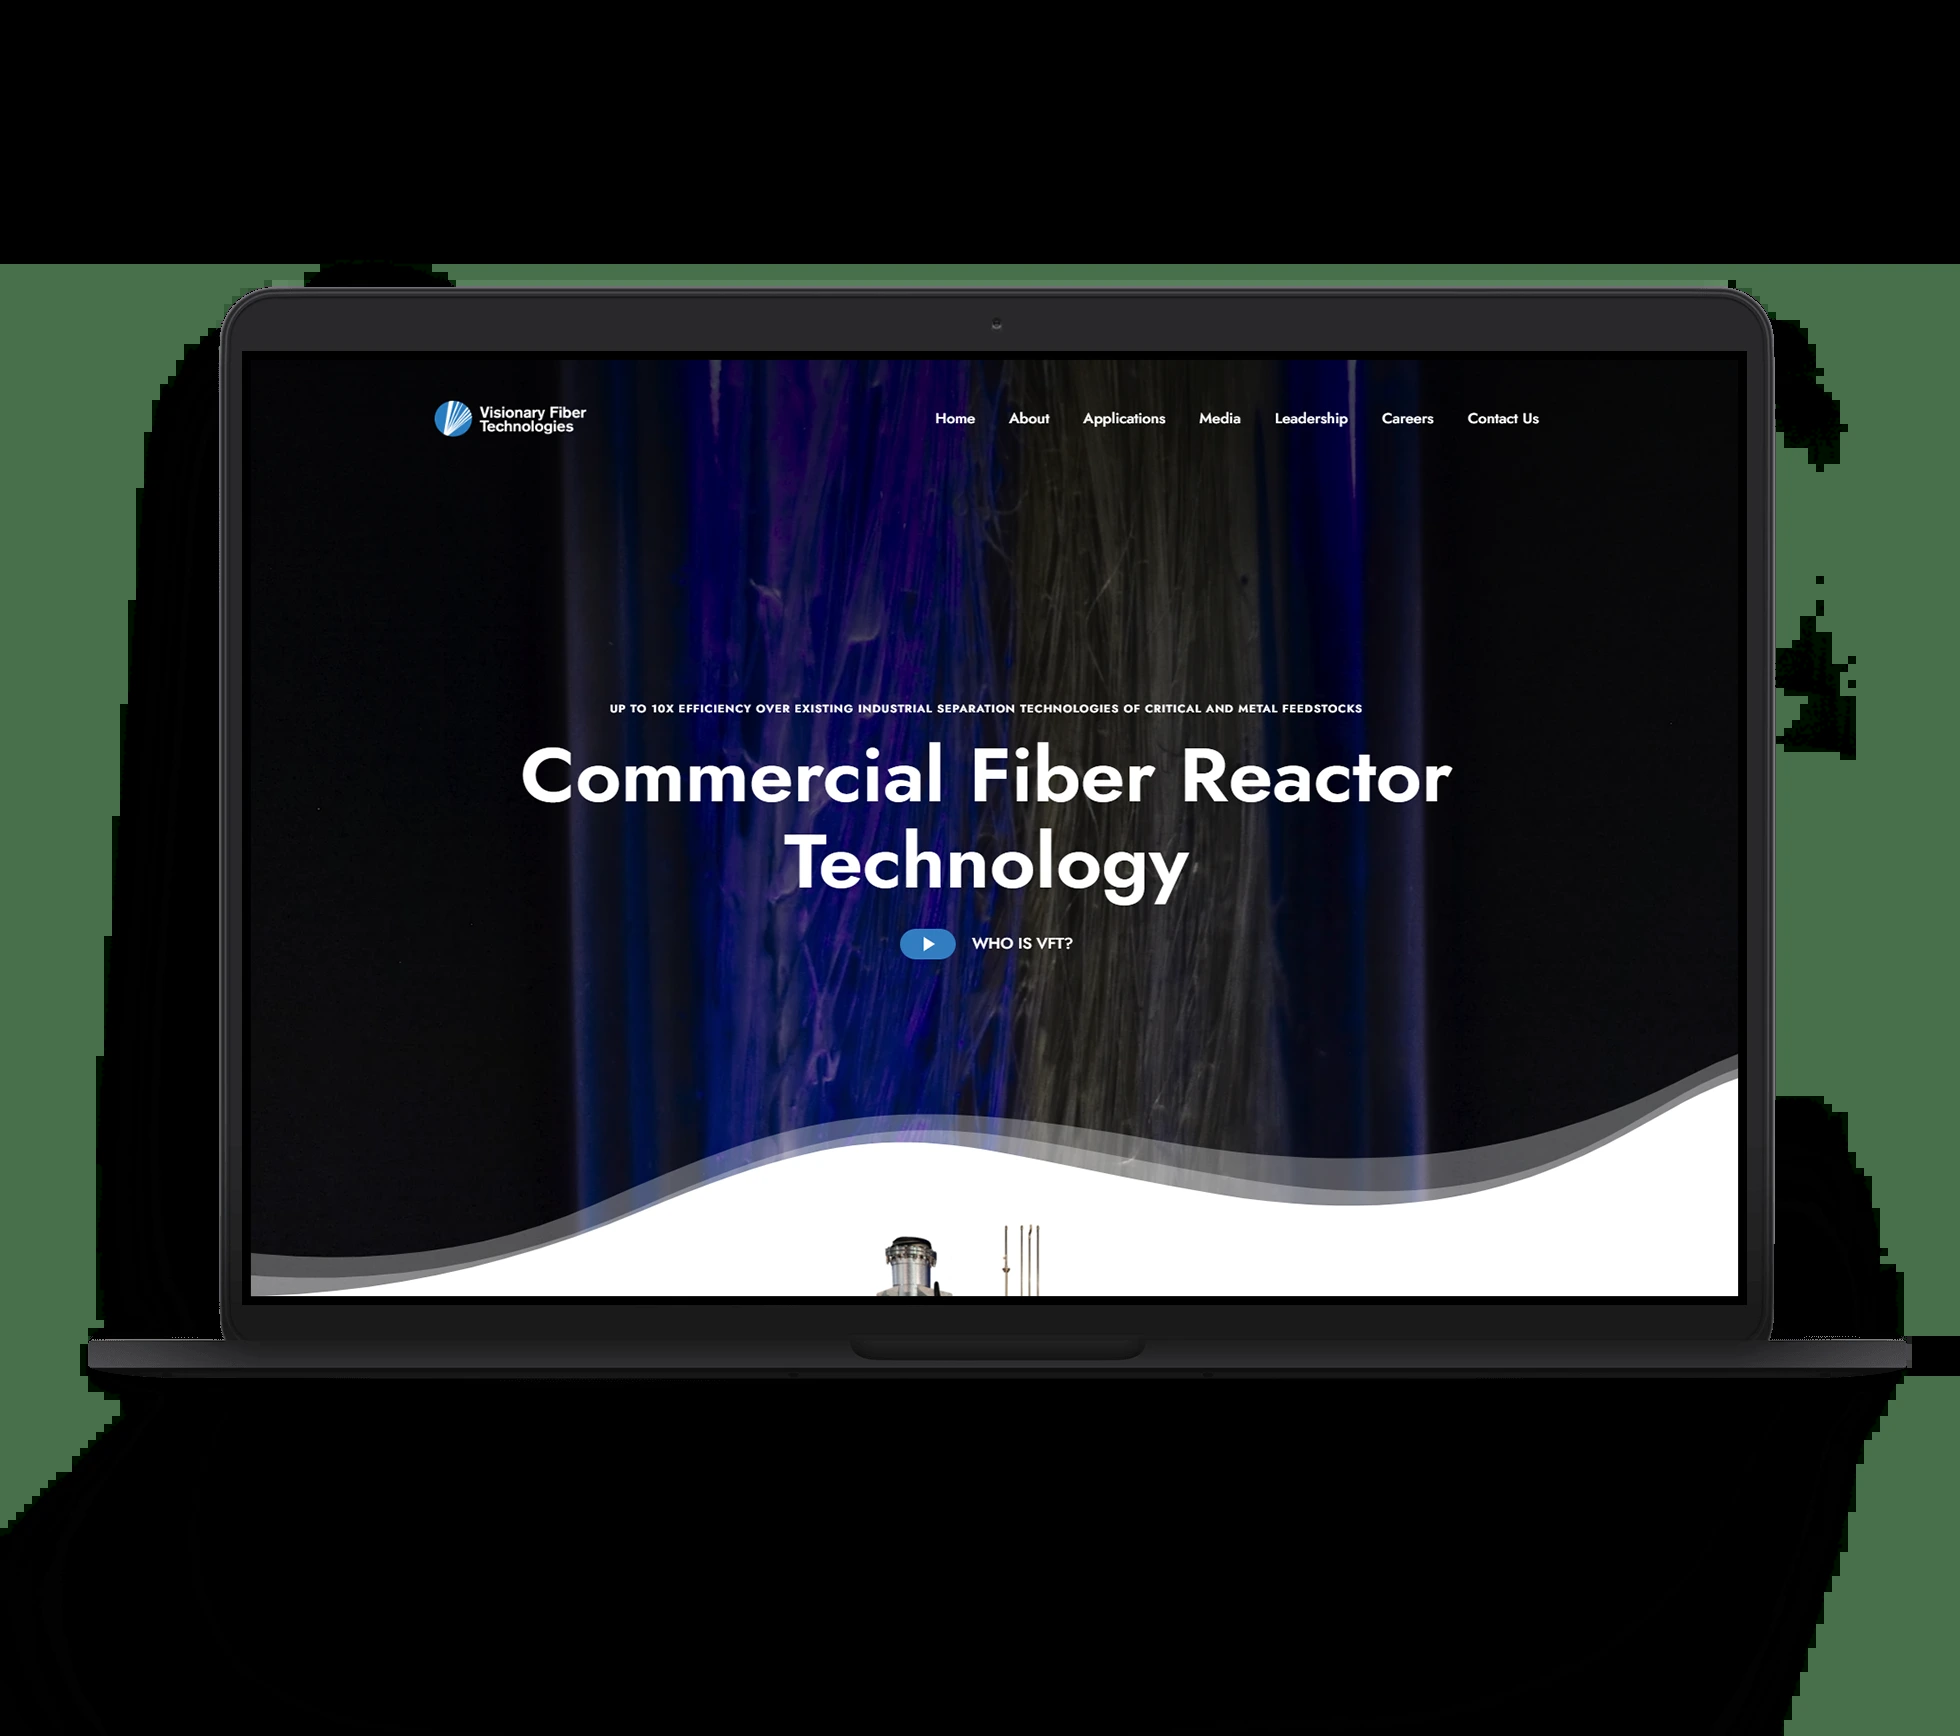 Visionary Fiber
Technologies
Home About Applications Media Leadership Careers Contact Us
UP TO 10X EFFICIENCY OVER EXISTING INDUSTRIAL SEPARATION TECHNOLOGIES OF CRITICAL AND METAL FEEDSTOCKS
Commercial Fiber Reactor
Technology
WHO IS VFT?